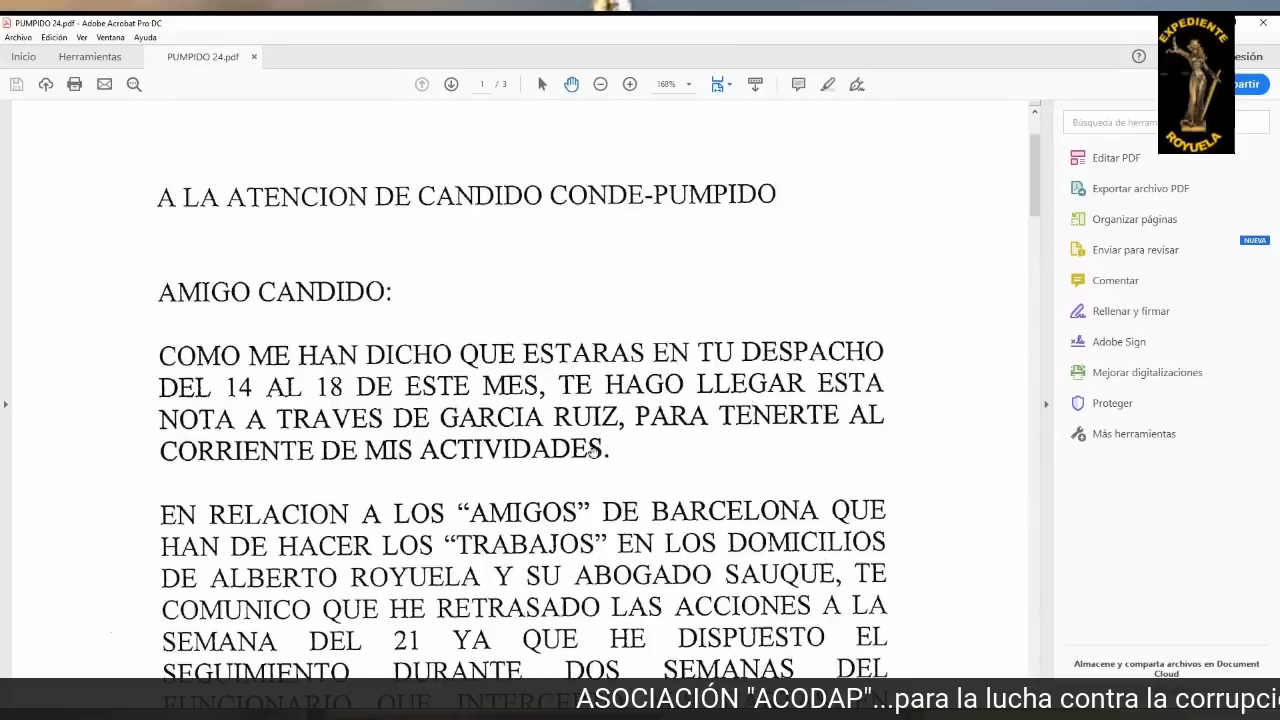 PUMPIDO 24.pdf - Adobe Acrobat Pro DC
Archivo Edición Ver Ventana Ayuda
Inicio Herramientas PUMPIDO 24.pdf
1 / 3 168%
EXPEDIENTE
ROYUELA
A LA ATENCION DE CANDIDO CONDE-PUMPIDO
AMIGO CANDIDO:
COMO ME HAN DICHO QUE ESTARAS EN TU DESPACHO
DEL 14 AL 18 DE ESTE MES, TE HAGO LLEGAR ESTA
NOTA A TRAVES DE GARCIA RUIZ, PARA TENERTE AL
CORRIENTE DE MIS ACTIVIDADES.
EN RELACION A LOS “AMIGOS” DE BARCELONA QUE
HAN DE HACER LOS “TRABAJOS” EN LOS DOMICILIOS
DE ALBERTO ROYUELA Y SU ABOGADO SAUQUE, TE
COMUNICO QUE HE RETRASADO LAS ACCIONES A LA
SEMANA DEL 21 YA QUE HE DISPUESTO EL
SEGUIMIENTO DURANTE DOS SEMANAS DEL
FUNCIONARIO QUE
Editar PDF
Exportar archivo PDF
Organizar páginas
Enviar para revisar
NUEVA
Comentar
Rellenar y firmar
Adobe Sign
Mejorar digitalizaciones
Proteger
Más herramientas
Almacene y comparta archivos en Document
Cloud
ASOCIACIÓN "ACODAP"...para la lucha contra la corrupci